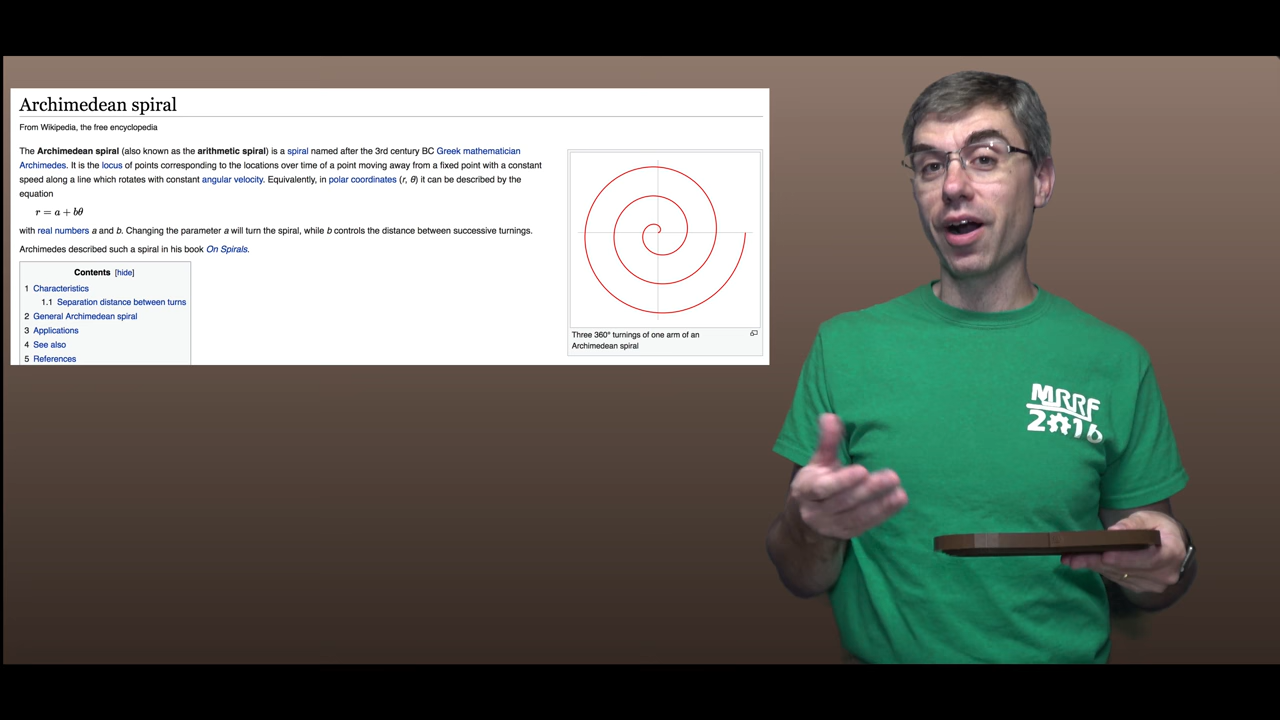 Archimedean spiral
From Wikipedia, the free encyclopedia
The Archimedean spiral (also known as the arithmetic spiral) is a spiral named after the 3rd century BC Greek mathematician
Archimedes. It is the locus of points corresponding to the locations over time of a point moving away from a fixed point with a constant
speed along a line which rotates with constant angular velocity. Equivalently, in polar coordinates (r, θ) it can be described by the
equation
r = a + bθ
with real numbers a and b. Changing the parameter a will turn the spiral, while b controls the distance between successive turnings.
Archimedes described such a spiral in his book On Spirals.
Contents [hide]
1 Characteristics
1.1 Separation distance between turns
2 General Archimedean spiral
3 Applications
4 See also
5 References
Three 360° turnings of one arm of an
Archimedean spiral
MRRF
2016